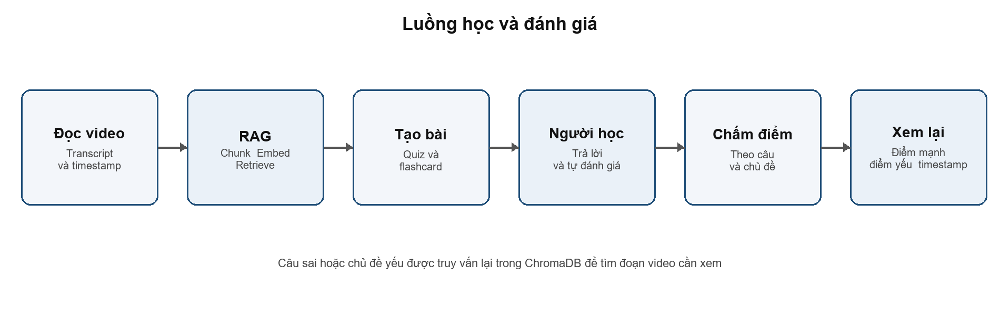 Luồng học và đánh giá
Đọc video
Transcript
và timestamp
RAG
Chunk  Embed
Retrieve
Tạo bài
Quiz và
flashcard
Người học
Trả lời
và tự đánh giá
Chấm điểm
Theo câu
và chủ đề
Xem lại
Điểm mạnh
điểm yếu  timestamp
Câu sai hoặc chủ đề yếu được truy vấn lại trong ChromaDB để tìm đoạn video cần xem